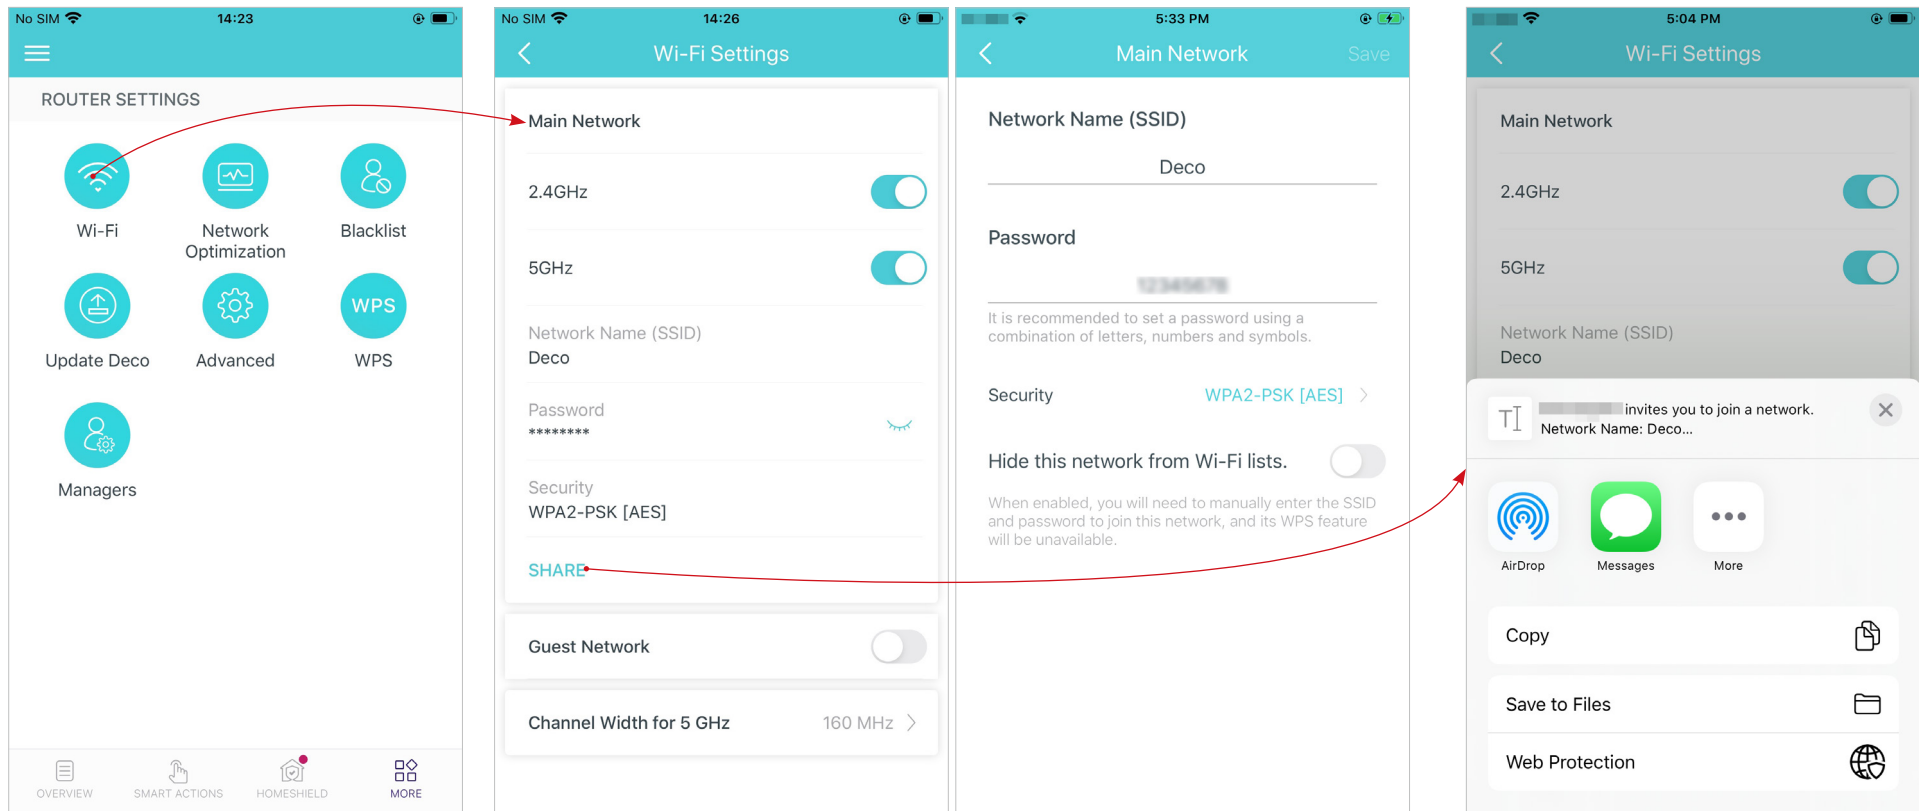 No SIM 14:23
ROUTER SETTINGS
Wi-Fi
Network
Optimization
Blacklist
Update Deco
Advanced
WPS
WPS
Managers
OVERVIEW
SMART ACTIONS
HOMESHIELD
MORE
No SIM 14:26
Wi-Fi Settings
Main Network
2.4GHz
5GHz
Network Name (SSID)
Deco
Password
********
Security
WPA2-PSK [AES]
SHARE
Guest Network
Channel Width for 5 GHz 160 MHz
5:33 PM
Main Network Save
Network Name (SSID)
Deco
Password
It is recommended to set a password using a
combination of letters, numbers and symbols.
Security WPA2-PSK [AES]
Hide this network from Wi-Fi lists.
When enabled, you will need to manually enter the SSID
and password to join this network, and its WPS feature
will be unavailable.
5:04 PM
Wi-Fi Settings
Main Network
2.4GHz
5GHz
Network Name (SSID)
Deco
invites you to join a network.
Network Name: Deco...
AirDrop
Messages
More
Copy
Save to Files
Web Protection